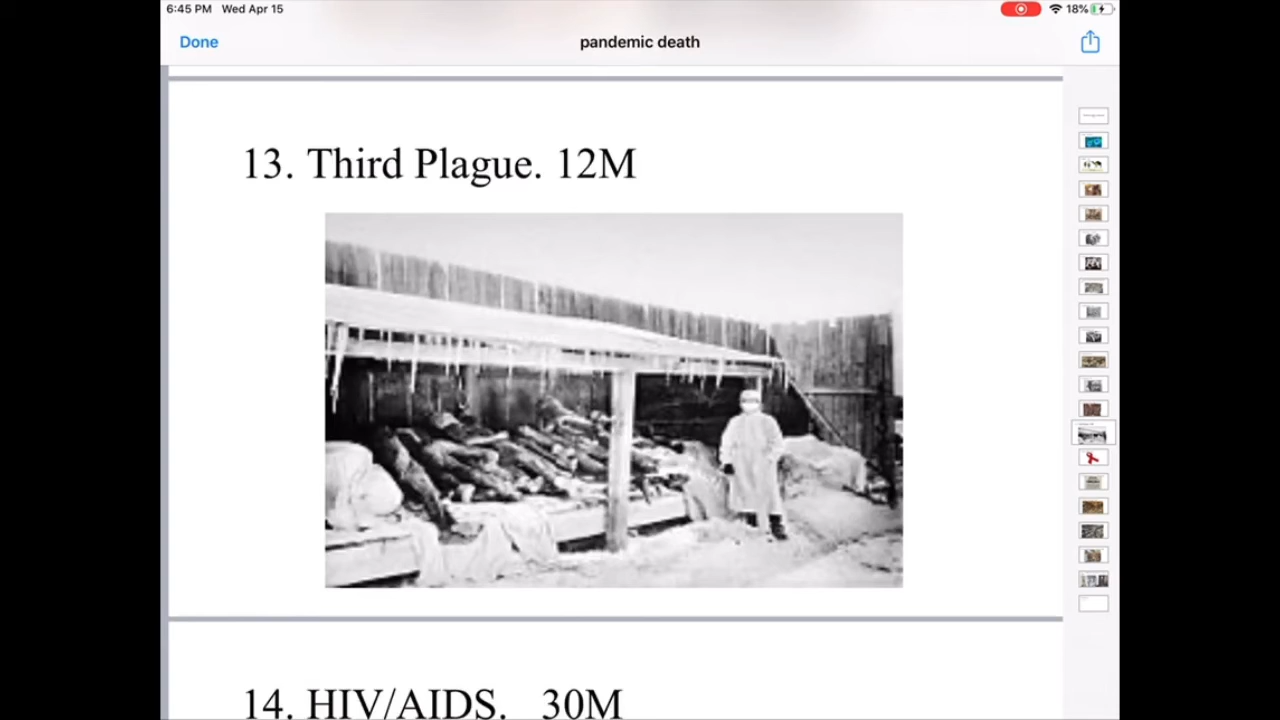 6:45 PM Wed Apr 15
18%
Done
pandemic death
13. Third Plague. 12M
14. HIV/AIDS. 30M